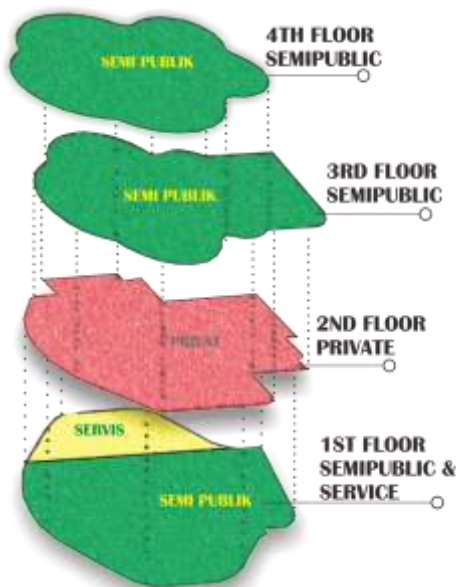 SEMI PUBLIK
4TH FLOOR
SEMIPUBLIC
SEMI PUBLIK
3RD FLOOR
SEMIPUBLIC
PRIVAT
2ND FLOOR
PRIVATE
SERVIS
SEMI PUBLIK
1ST FLOOR
SEMIPUBLIC &
SERVICE